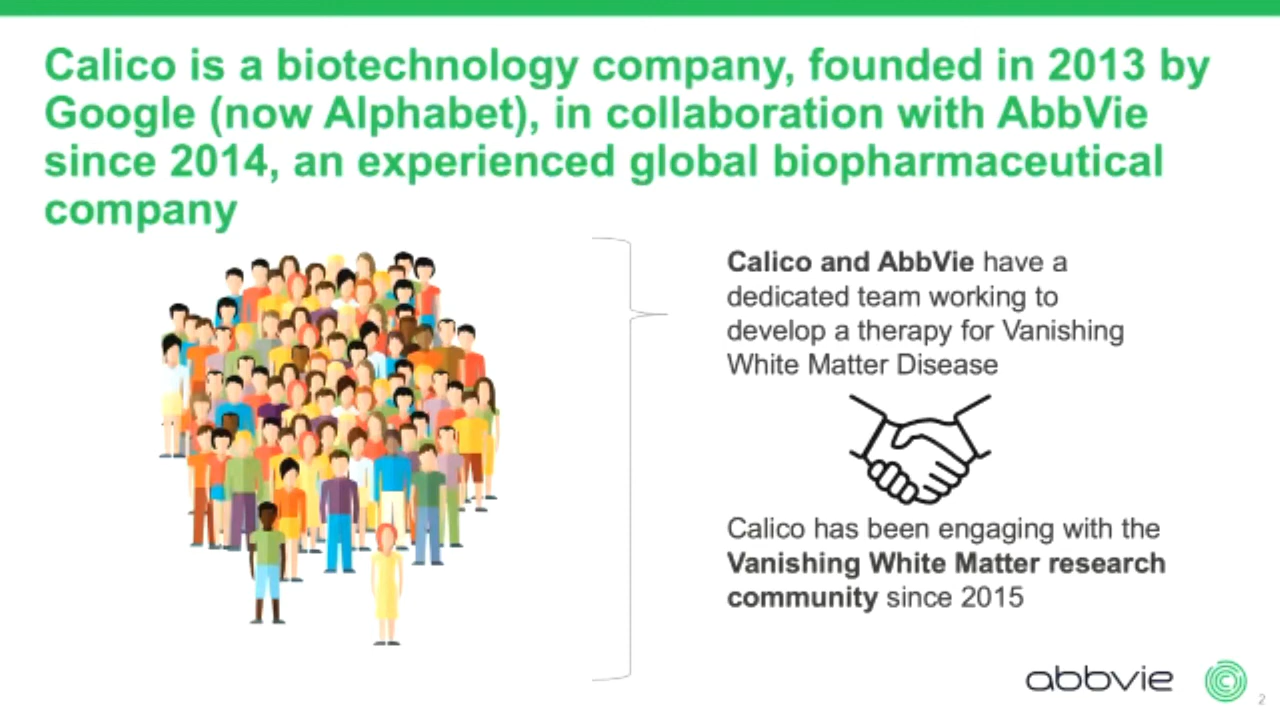 Calico is a biotechnology company, founded in 2013 by
Google (now Alphabet), in collaboration with AbbVie
since 2014, an experienced global biopharmaceutical
company
Calico and AbbVie have a
dedicated team working to
develop a therapy for Vanishing
White Matter Disease
Calico has been engaging with the
Vanishing White Matter research
community since 2015
abbvie
2